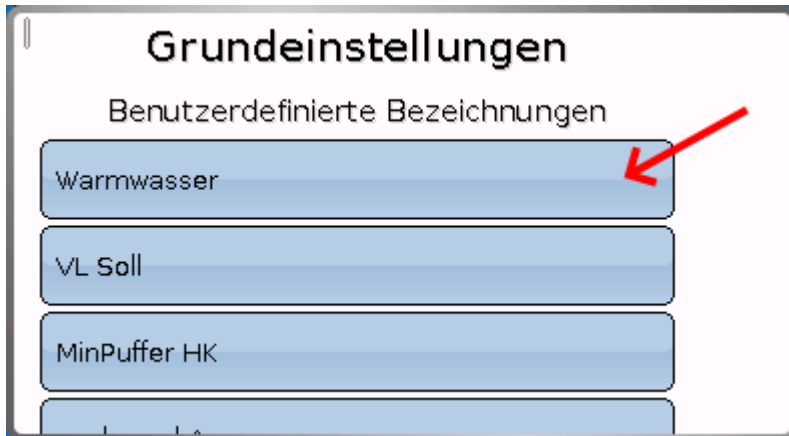 Grundeinstellungen
Benutzerdefinierte Bezeichnungen
Warmwasser
VL Soll
MinPuffer HK